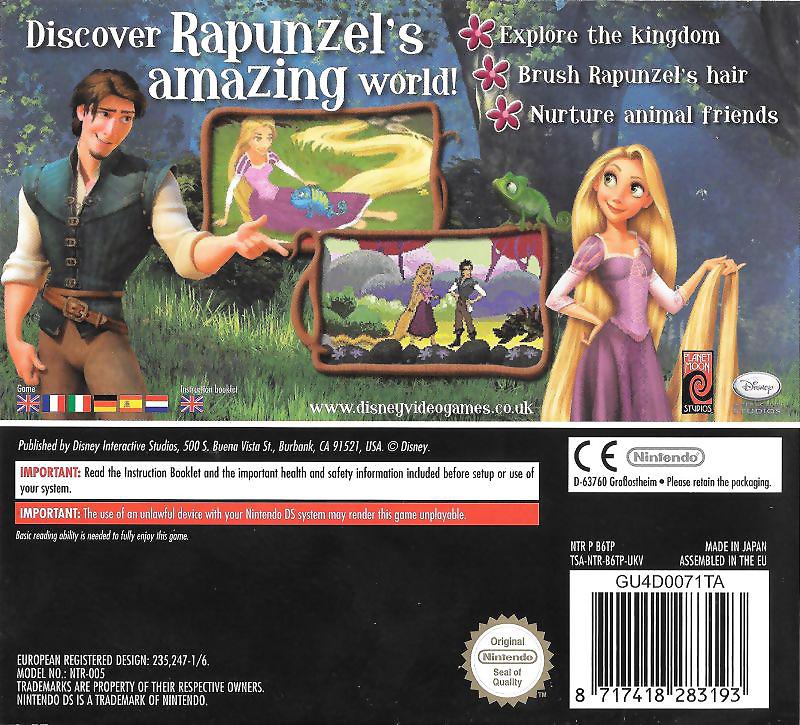 Discover Rapunzel's
amazing world!
Explore the kingdom
Brush Rapunzel's hair
Nurture animal friends
Game
Instruction booklet
www.disneyvideogames.co.uk
PLANET
MOON
STUDIOS
Disney
STUDIOS
Published by Disney Interactive Studios, 500 S. Buena Vista St., Burbank, CA 91521, USA. © Disney.
IMPORTANT: Read the Instruction Booklet and the important health and safety information included before setup or use of
your system.
IMPORTANT: The use of an unlawful device with your Nintendo DS system may render this game unplayable.
Basic reading ability is needed to fully enjoy this game.
CE Nintendo
D-63760 Großostheim • Please retain the packaging.
NTR P B6TP MADE IN JAPAN
TSA-NTR-B6TP-UKV ASSEMBLED IN THE EU
GU4D0071TA
8 717418 283193
Original
Nintendo
Seal of
Quality
TM
EUROPEAN REGISTERED DESIGN: 235,247-1/6.
MODEL NO.: NTR-005
TRADEMARKS ARE PROPERTY OF THEIR RESPECTIVE OWNERS.
NINTENDO DS IS A TRADEMARK OF NINTENDO.